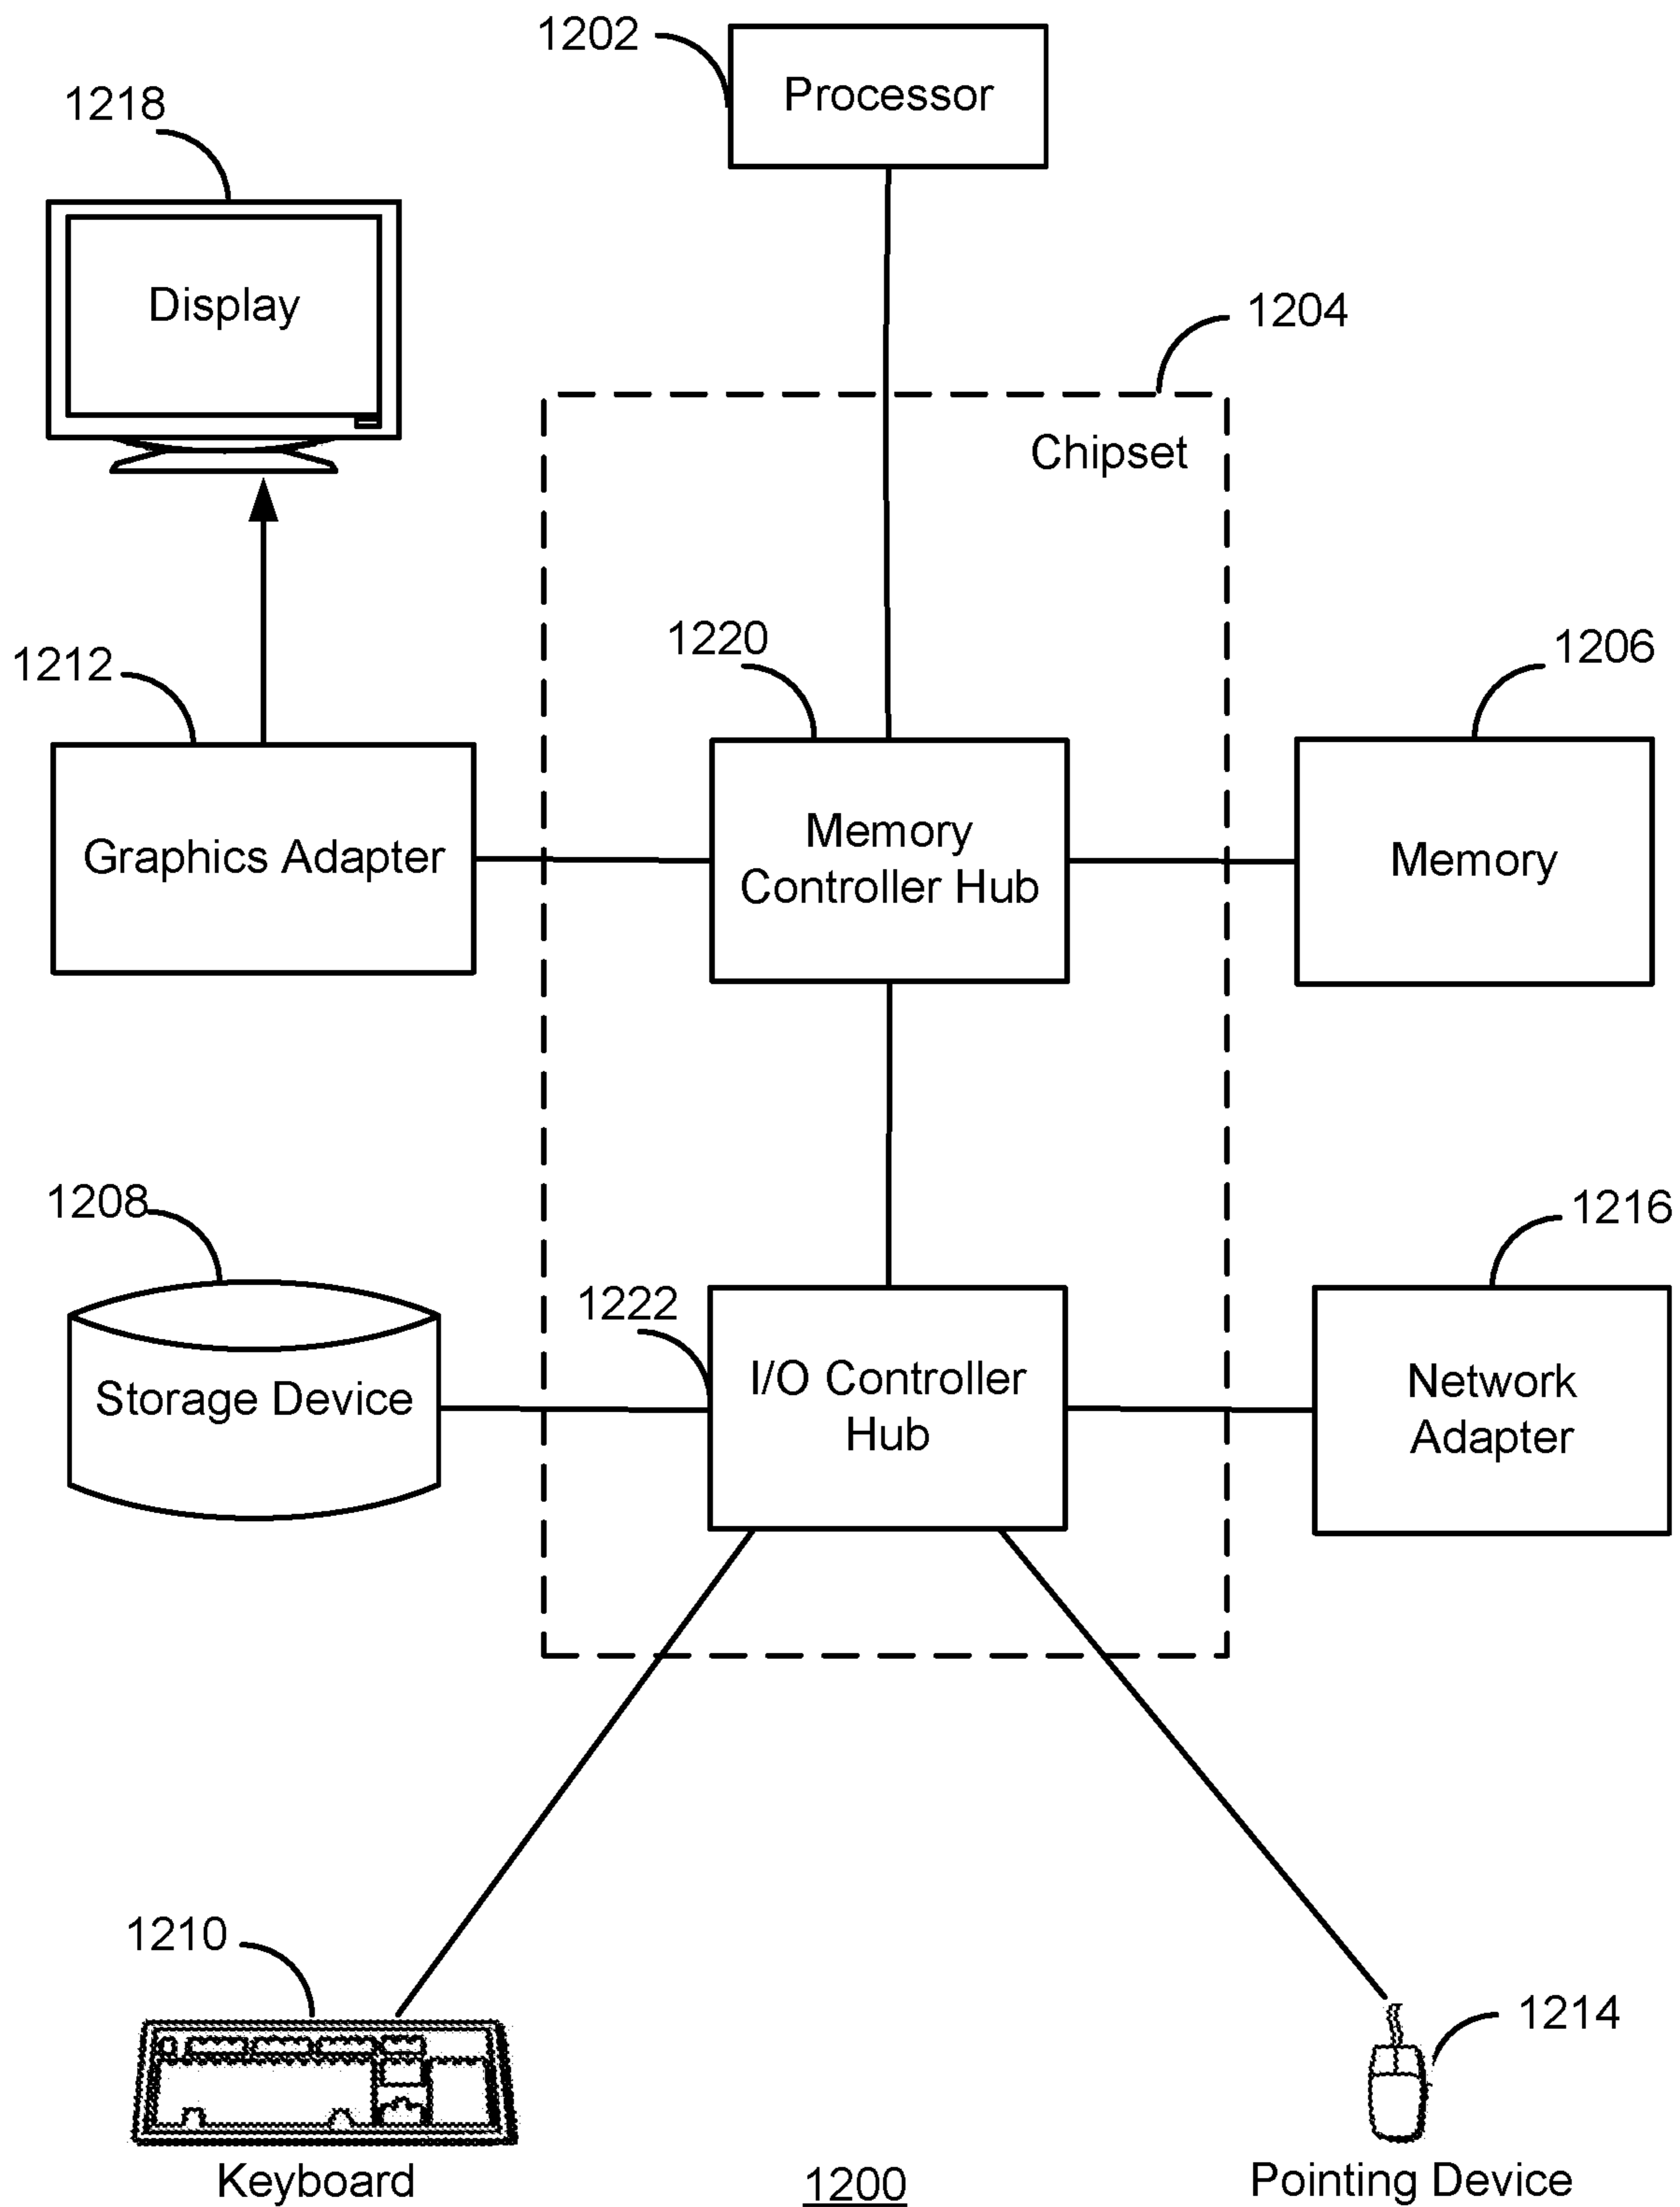 1202
Processor
1218
Display
1204
Chipset
1220
1212
1206
Graphics Adapter
Memory
Controller Hub
Memory
1208
1222
1216
Storage Device
I/O Controller
Hub
Network
Adapter
1210
1214
Keyboard
1200
Pointing Device